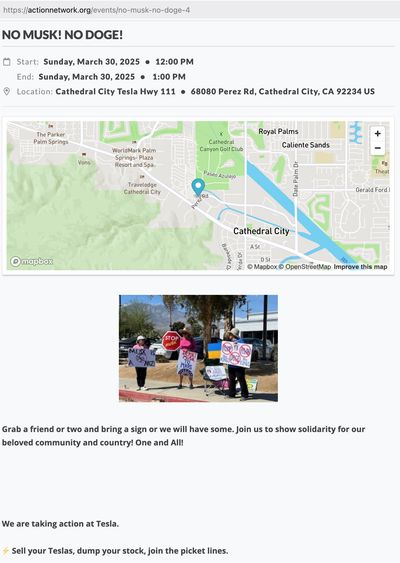 https://actionnetwork.org/events/no-musk-no-doge-4
NO MUSK! NO DOGE!
Start: Sunday, March 30, 2025 • 12:00 PM
End: Sunday, March 30, 2025 • 1:00 PM
Location: Cathedral City Tesla Hwy 111 • 68080 Perez Rd, Cathedral City, CA 92234 US
The Parker
Palm Springs
Vons
WorldMark Palm
Springs- Plaza
Resort and Spa
Travelodge
Cathedral City
Cathedral
Canyon Golf Club
Royal Palms
Caliente Sands
Paseo Azulejo
Perez Rd
Date Palm Dr
Gerald Ford
Cathedral City
A St
D St
Target
+
−
mapbox
© Mapbox © OpenStreetMap Improve this map
STOP
MUSK
MUSK
Grab a friend or two and bring a sign or we will have some. Join us to show solidarity for our
beloved community and country! One and All!
We are taking action at Tesla.
⚡ Sell your Teslas, dump your stock, join the picket lines.